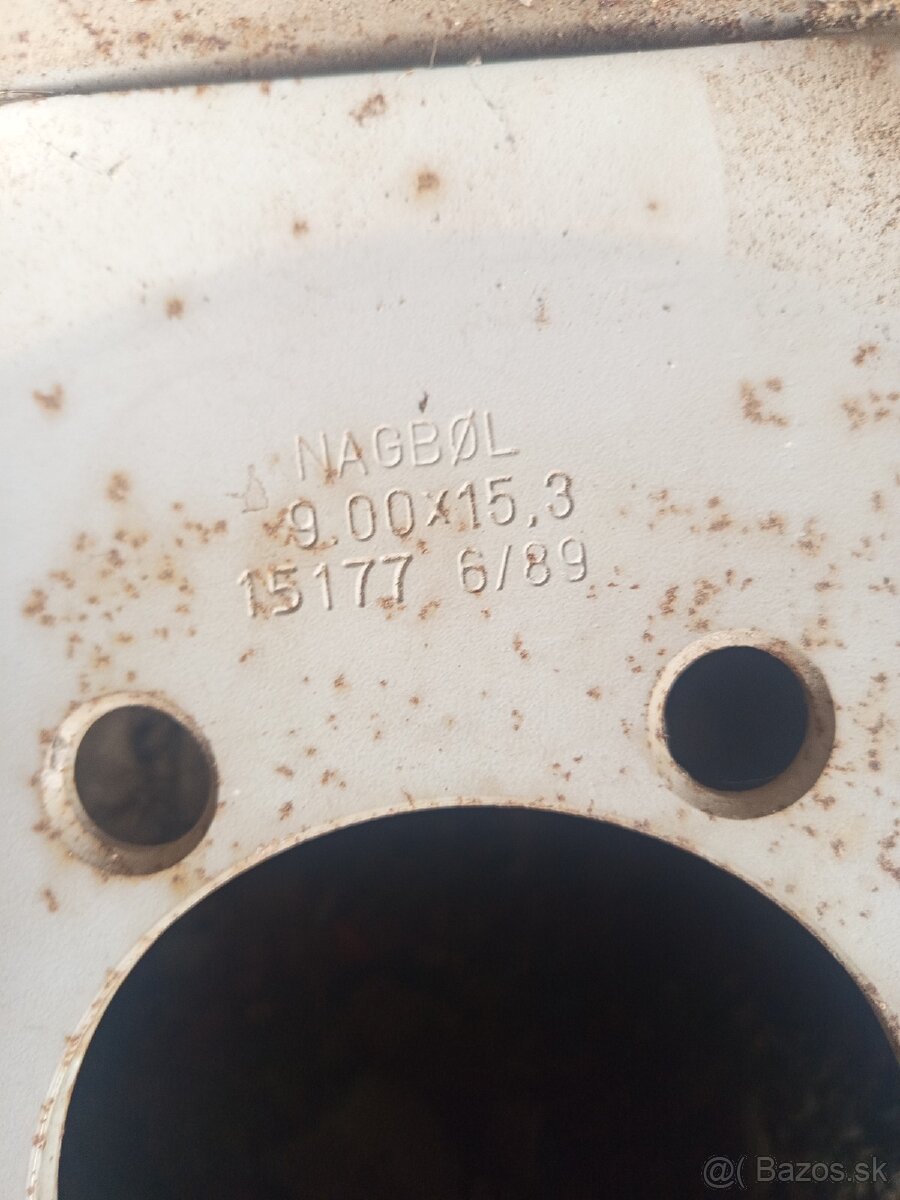 NAGBØL
9.00x15,3
15177 6/89
@( Bazos.sk